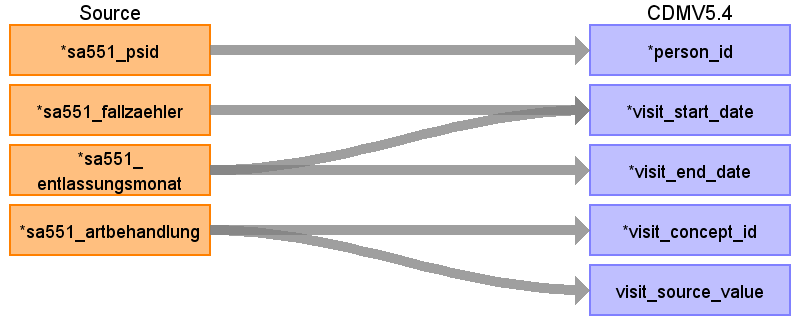 Source CDMV5.4
*sa551_psid *person_id
*sa551_fallzaehler *visit_start_date
*sa551_
entlassungsmonat *visit_end_date
*sa551_artbehandlung *visit_concept_id
visit_source_value